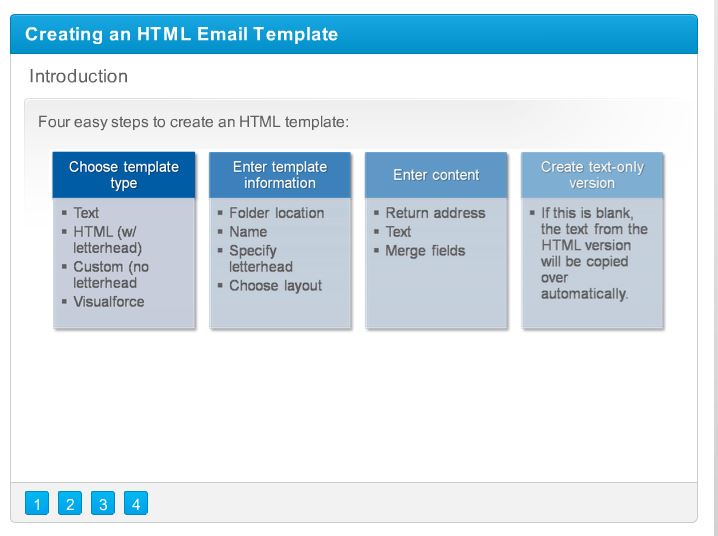 Creating an HTML Email Template
Introduction
Four easy steps to create an HTML template:
Choose template
type
▪ Text
▪ HTML (w/
letterhead)
▪ Custom (no
letterhead
▪ Visualforce
Enter template
information
▪ Folder location
▪ Name
▪ Specify
letterhead
▪ Choose layout
Enter content
▪ Return address
▪ Text
▪ Merge fields
Create text-only
version
▪ If this is blank,
the text from the
HTML version
will be copied
over
automatically.
1 2 3 4